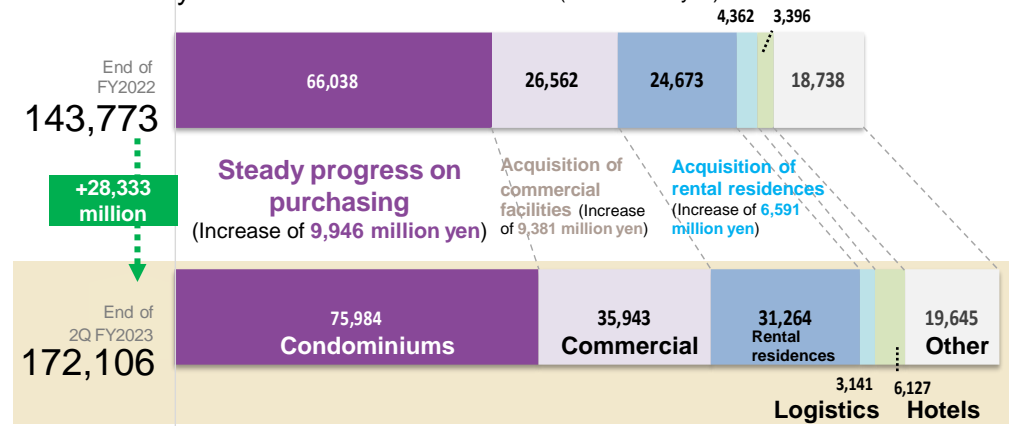 4,362 3,396
End of
FY2022
143,773
66,038 26,562 24,673 18,738
+28,333
million
Steady progress on
purchasing
(Increase of 9,946 million yen)
Acquisition of
commercial
facilities (Increase
of 9,381 million yen)
Acquisition of
rental residences
(Increase of 6,591
million yen)
End of
2Q FY2023
172,106
75,984
Condominiums
35,943
Commercial
31,264
Rental
residences
19,645
Other
3,141 6,127
Logistics Hotels